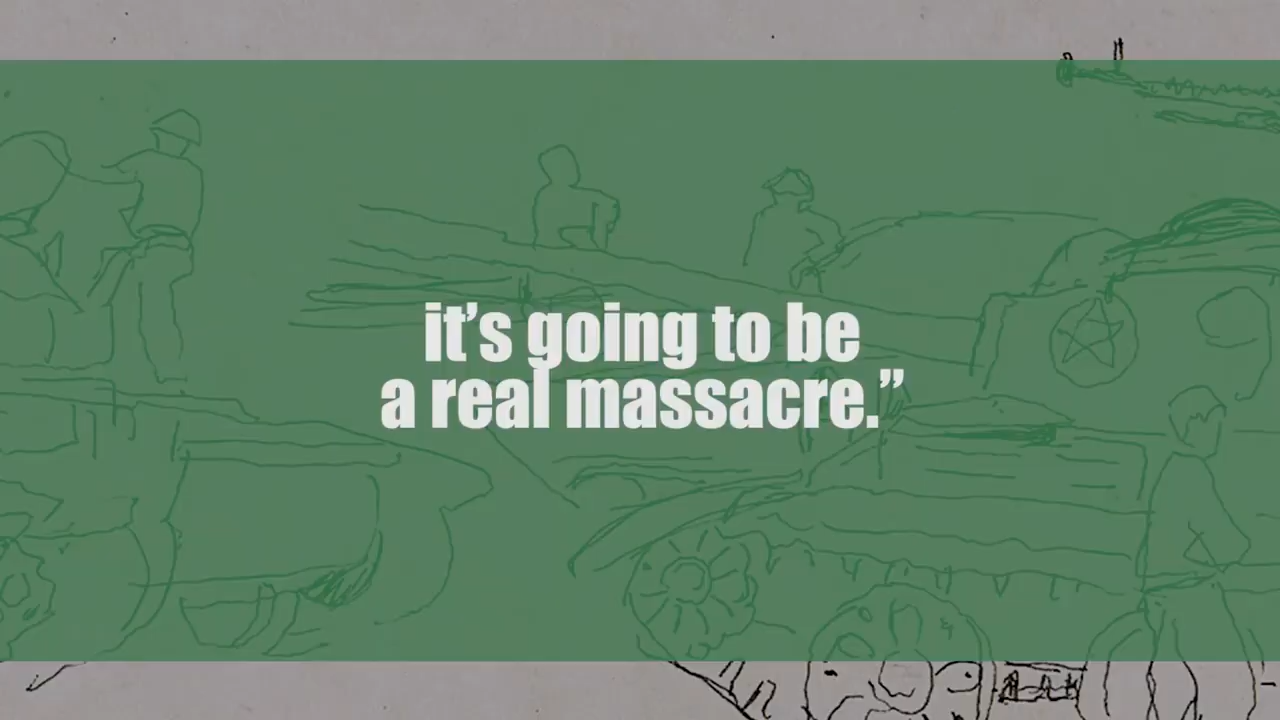 it’s going to be
a real massacre.”